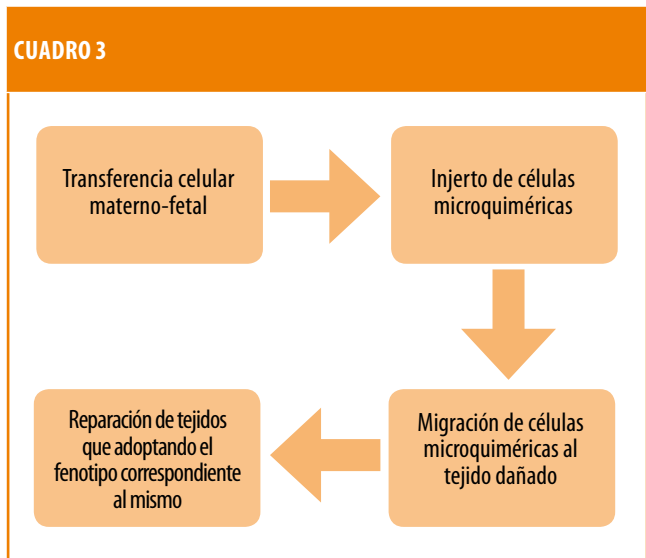 CUADRO 3
Transferencia celular
materno-fetal
Injerto de células
microquiméricas
Migración de células
microquiméricas al
tejido dañado
Reparación de tejidos
que adoptando el
fenotipo correspondiente
al mismo